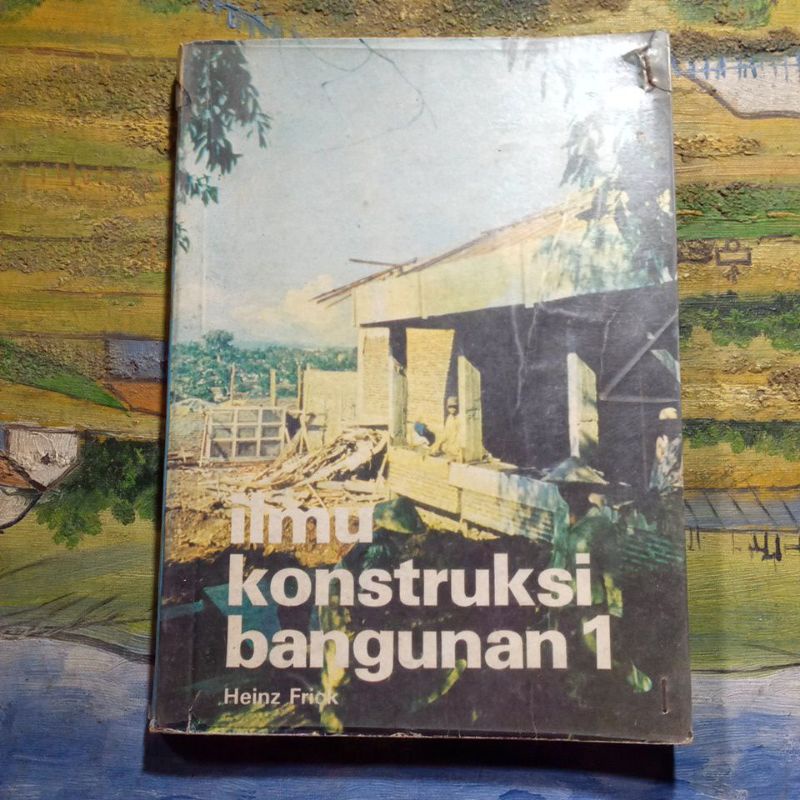 ilmu
konstruksi
bangunan 1
Heinz Frick